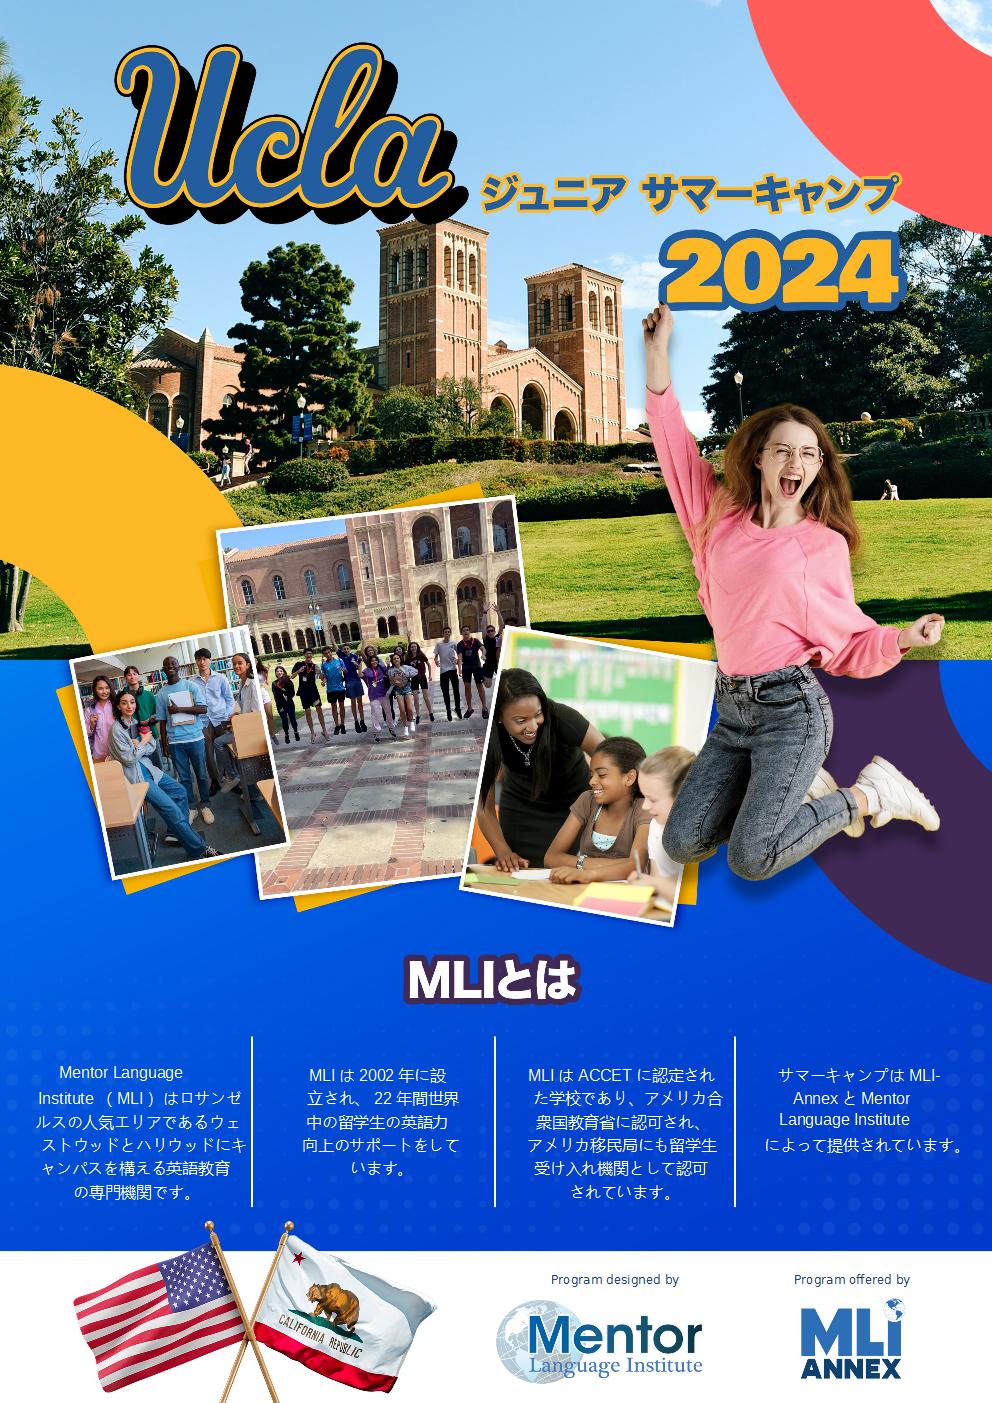 Ucla
ジュニア サマーキャンプ
2024
MLIとは
Mentor Language
Institute （ MLI ）はロサンゼ
ルスの人気エリアであるウェ
ストウッドとハリウッドにキ
ャンパスを構える英語教育
の専門機関です。
MLI は 2002 年に設
立され、 22 年間世界
中の留学生の英語力
向上のサポートをして
います。
MLI は ACCET に認定され
た学校であり、アメリカ合
衆国教育省に認可され、
アメリカ移民局にも留学生
受け入れ機関として認可
されています。
サマーキャンプは MLI-
Annex と Mentor
Language Institute
によって提供されています。
CALIFORNIA REPUBLIC
Program designed by
Mentor
Language Institute
Program offered by
MLI
ANNEX